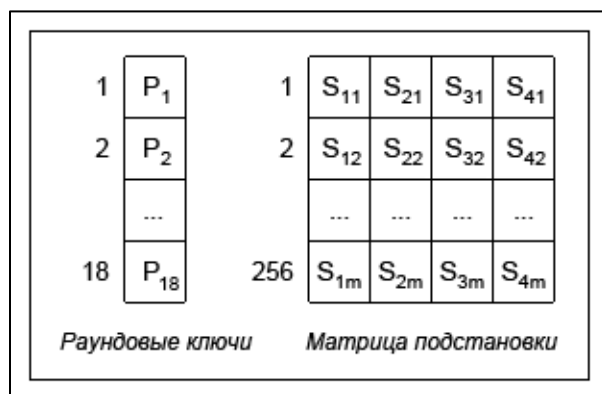 1 P₁ 1 S₁₁ S₂₁ S₃₁ S₄₁
2 P₂ 2 S₁₂ S₂₂ S₃₂ S₄₂
... ... ... ... ...
18 P₁₈ 256 S₁ₘ S₂ₘ S₃ₘ S₄ₘ
Раундовые ключи Матрица подстановки